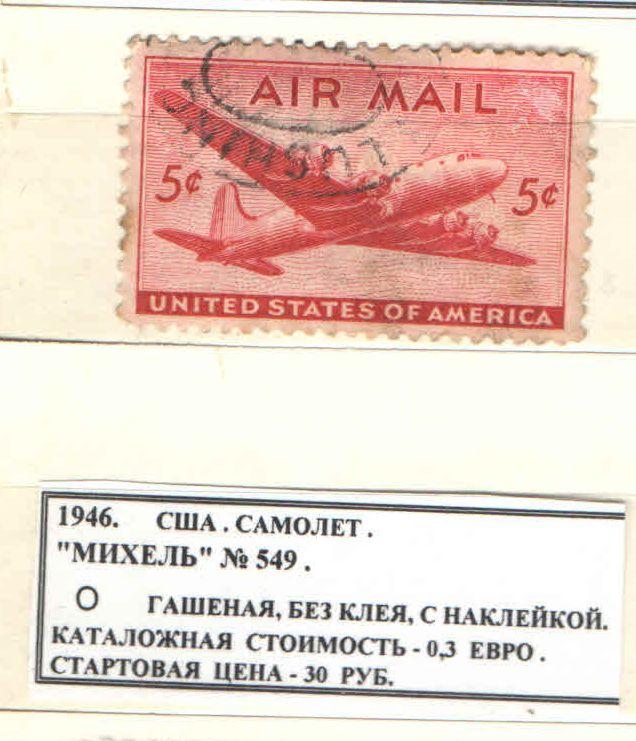 AIR MAIL
5¢ 5¢
UNITED STATES OF AMERICA
1946. США . САМОЛЕТ .
"МИХЕЛЬ" № 549 .
O ГАШЕНАЯ, БЕЗ КЛЕЯ, С НАКЛЕЙКОЙ.
КАТАЛОЖНАЯ СТОИМОСТЬ - 0,3 ЕВРО .
СТАРТОВАЯ ЦЕНА - 30 РУБ.